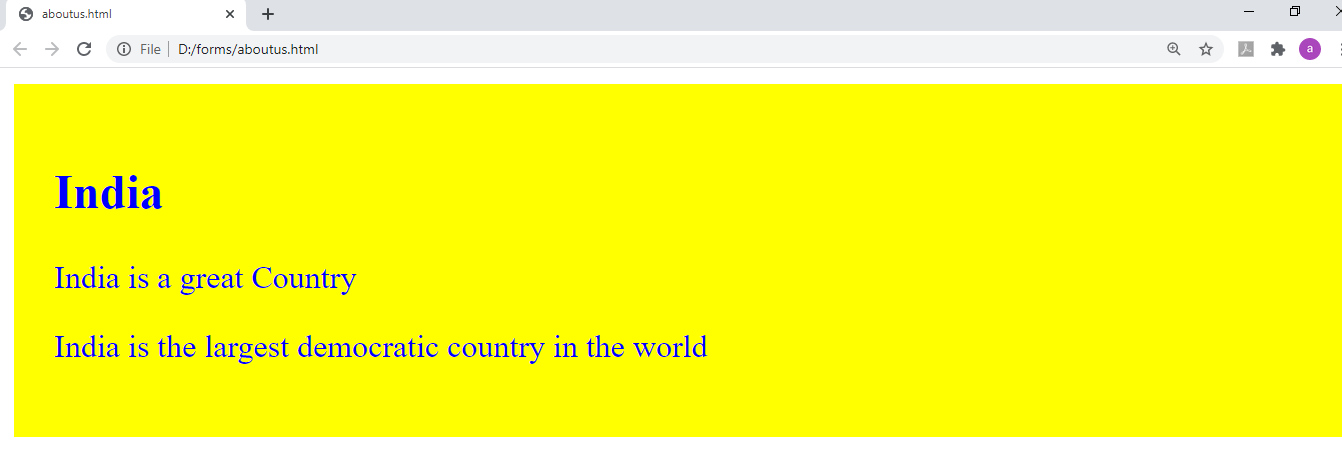 aboutus.html
File
D:/forms/aboutus.html
a
India
India is a great Country
India is the largest democratic country in the world